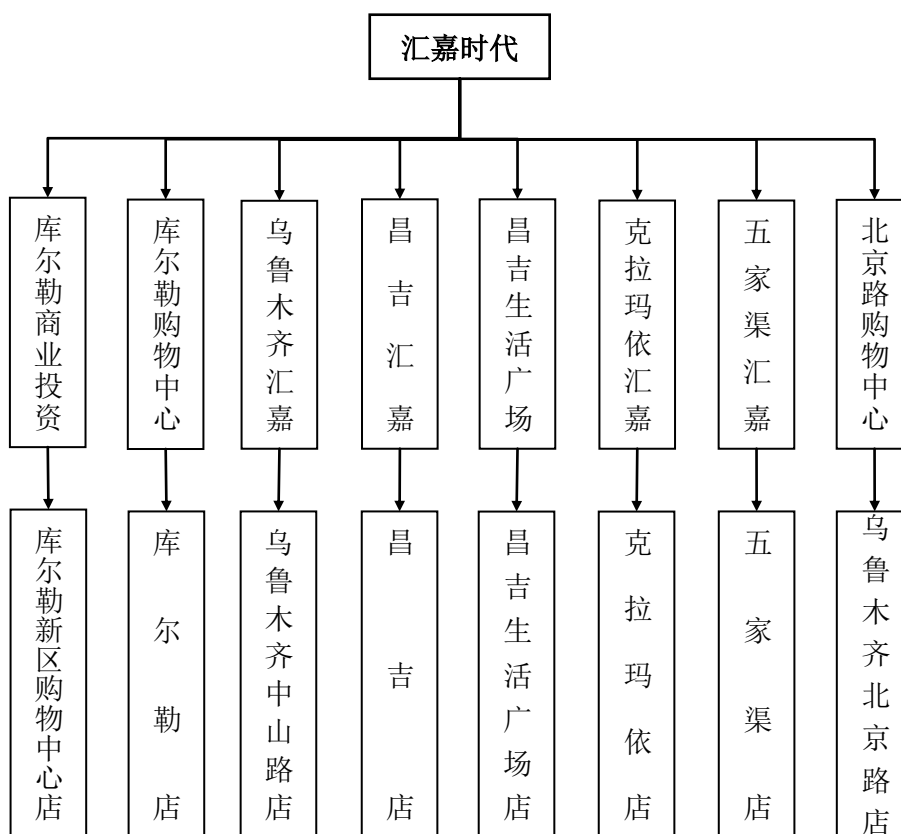 汇嘉时代
库尔勒商业投资
库尔勒购物中心
乌鲁木齐汇嘉
昌吉汇嘉
昌吉生活广场
克拉玛依汇嘉
五家渠汇嘉
北京路购物中心
库尔勒新区购物中心店
库尔勒店
乌鲁木齐中山路店
昌吉店
昌吉生活广场店
克拉玛依店
五家渠店
乌鲁木齐北京路店